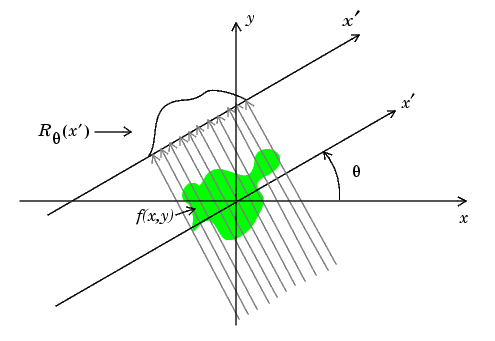 y
x′
x′
R_θ(x′)
θ
f(x,y)
x